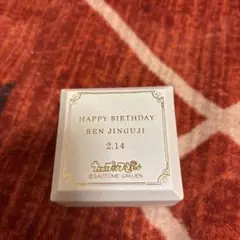 HAPPY BIRTHDAY
REN JINGUJI
2.14
©SAOTOME GAKUEN